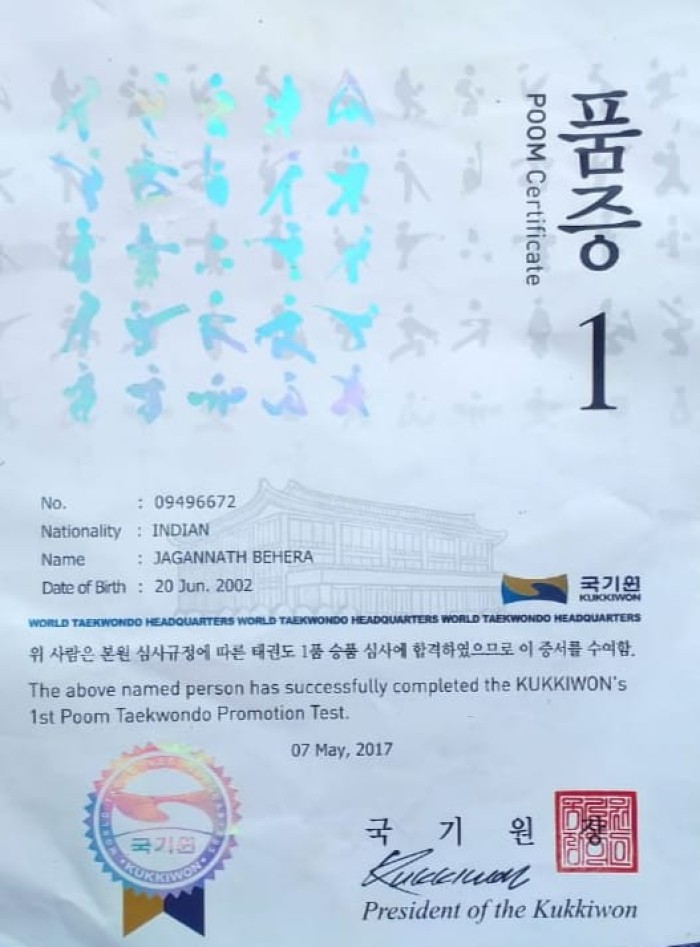 품증
POOM Certificate
1
No. : 09496672
Nationality : INDIAN
Name : JAGANNATH BEHERA
Date of Birth : 20 Jun. 2002
국기원
KUKKIWON
WORLD TAEKWONDO HEADQUARTERS WORLD TAEKWONDO HEADQUARTERS WORLD TAEKWONDO HEADQUARTERS
위 사람은 본원 심사규정에 따른 태권도 1품 승품 심사에 합격하였으므로 이 증서를 수여함.
The above named person has successfully completed the KUKKIWON's
1st Poom Taekwondo Promotion Test.
07 May, 2017
국기원
KUKKIWON
국 기 원 장
Kukkiwon
President of the Kukkiwon